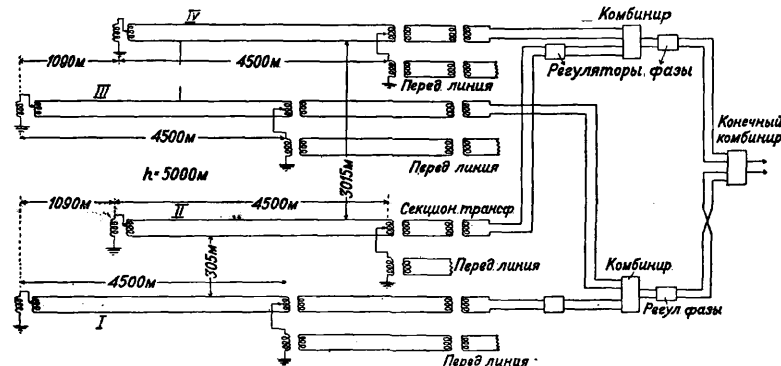 IV
Комбинир
1090м
4500м
Регуляторы, фазы
Перед. линия
III
4500м
Перед линия
Конечный комбинир
h = 5000м
3015м
1090м
4500м
II
Секцион. трансф.
305м
Перед. линия
4500м
Комбинир.
Регул фазы
I
Перед линия